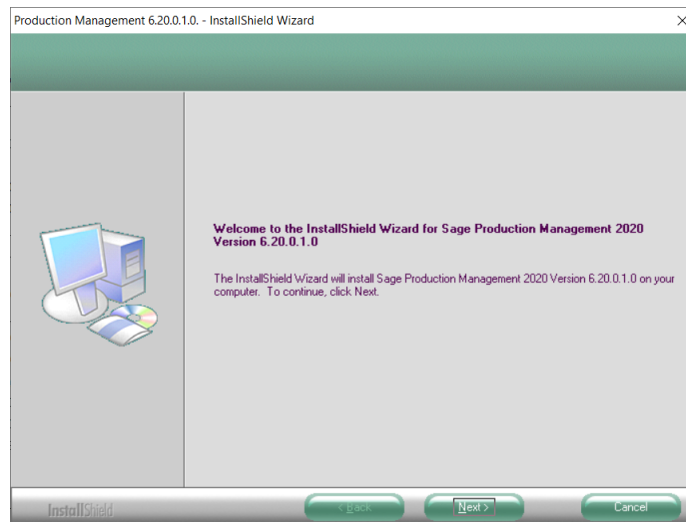 Production Management 6.20.0.1.0. - InstallShield Wizard
Welcome to the InstallShield Wizard for Sage Production Management 2020
Version 6.20.0.1.0
The InstallShield Wizard will install Sage Production Management 2020 Version 6.20.0.1.0 on your
computer. To continue, click Next.
InstallShield
< Back
Next >
Cancel